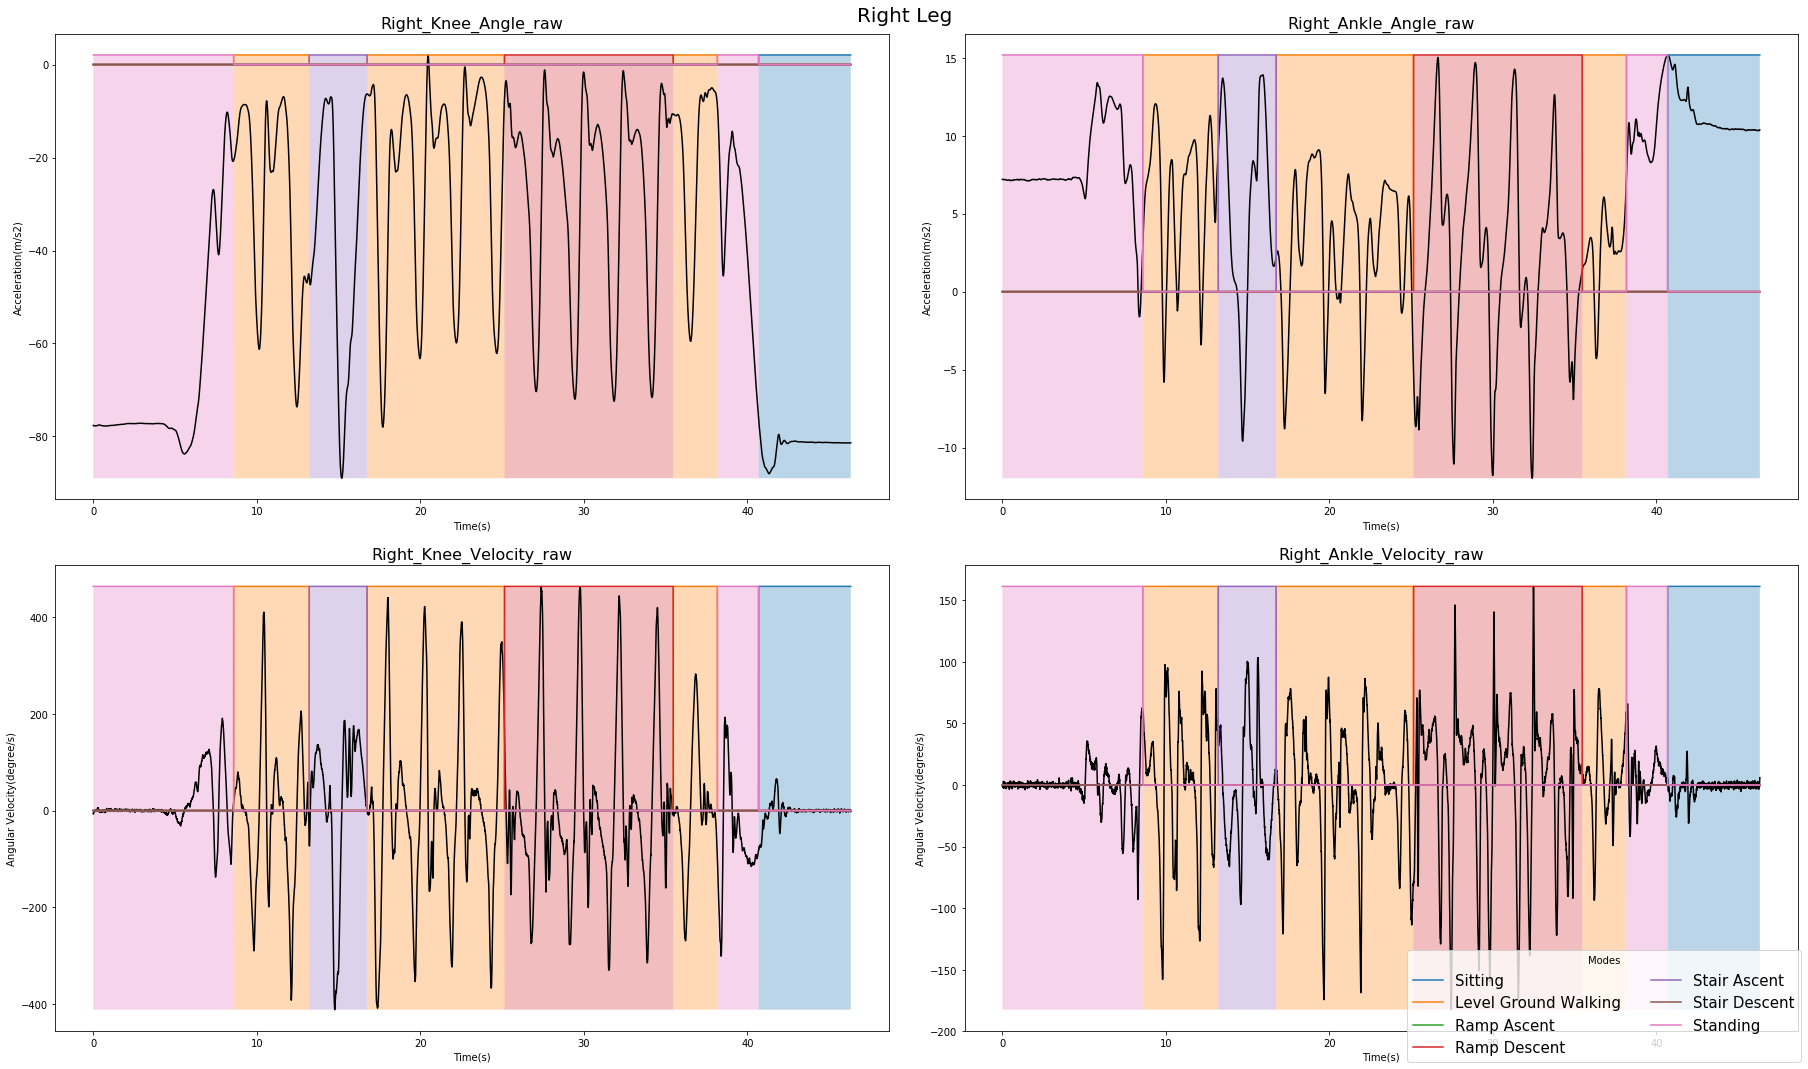 Right Leg
Right_Knee_Angle_raw
0
−20
−40
−60
−80
Acceleration(m/s2)
0 10 20 30 40
Time(s)
Right_Ankle_Angle_raw
15
10
5
0
−5
−10
Acceleration(m/s2)
0 10 20 30 40
Time(s)
Right_Knee_Velocity_raw
400
200
0
−200
−400
Angular Velocity(degree/s)
0 10 20 30 40
Time(s)
Right_Ankle_Velocity_raw
150
100
50
0
−50
−100
−150
−200
Angular Velocity(degree/s)
0 10 20 30 40
Time(s)
Modes
Sitting
Level Ground Walking
Ramp Ascent
Ramp Descent
Stair Ascent
Stair Descent
Standing